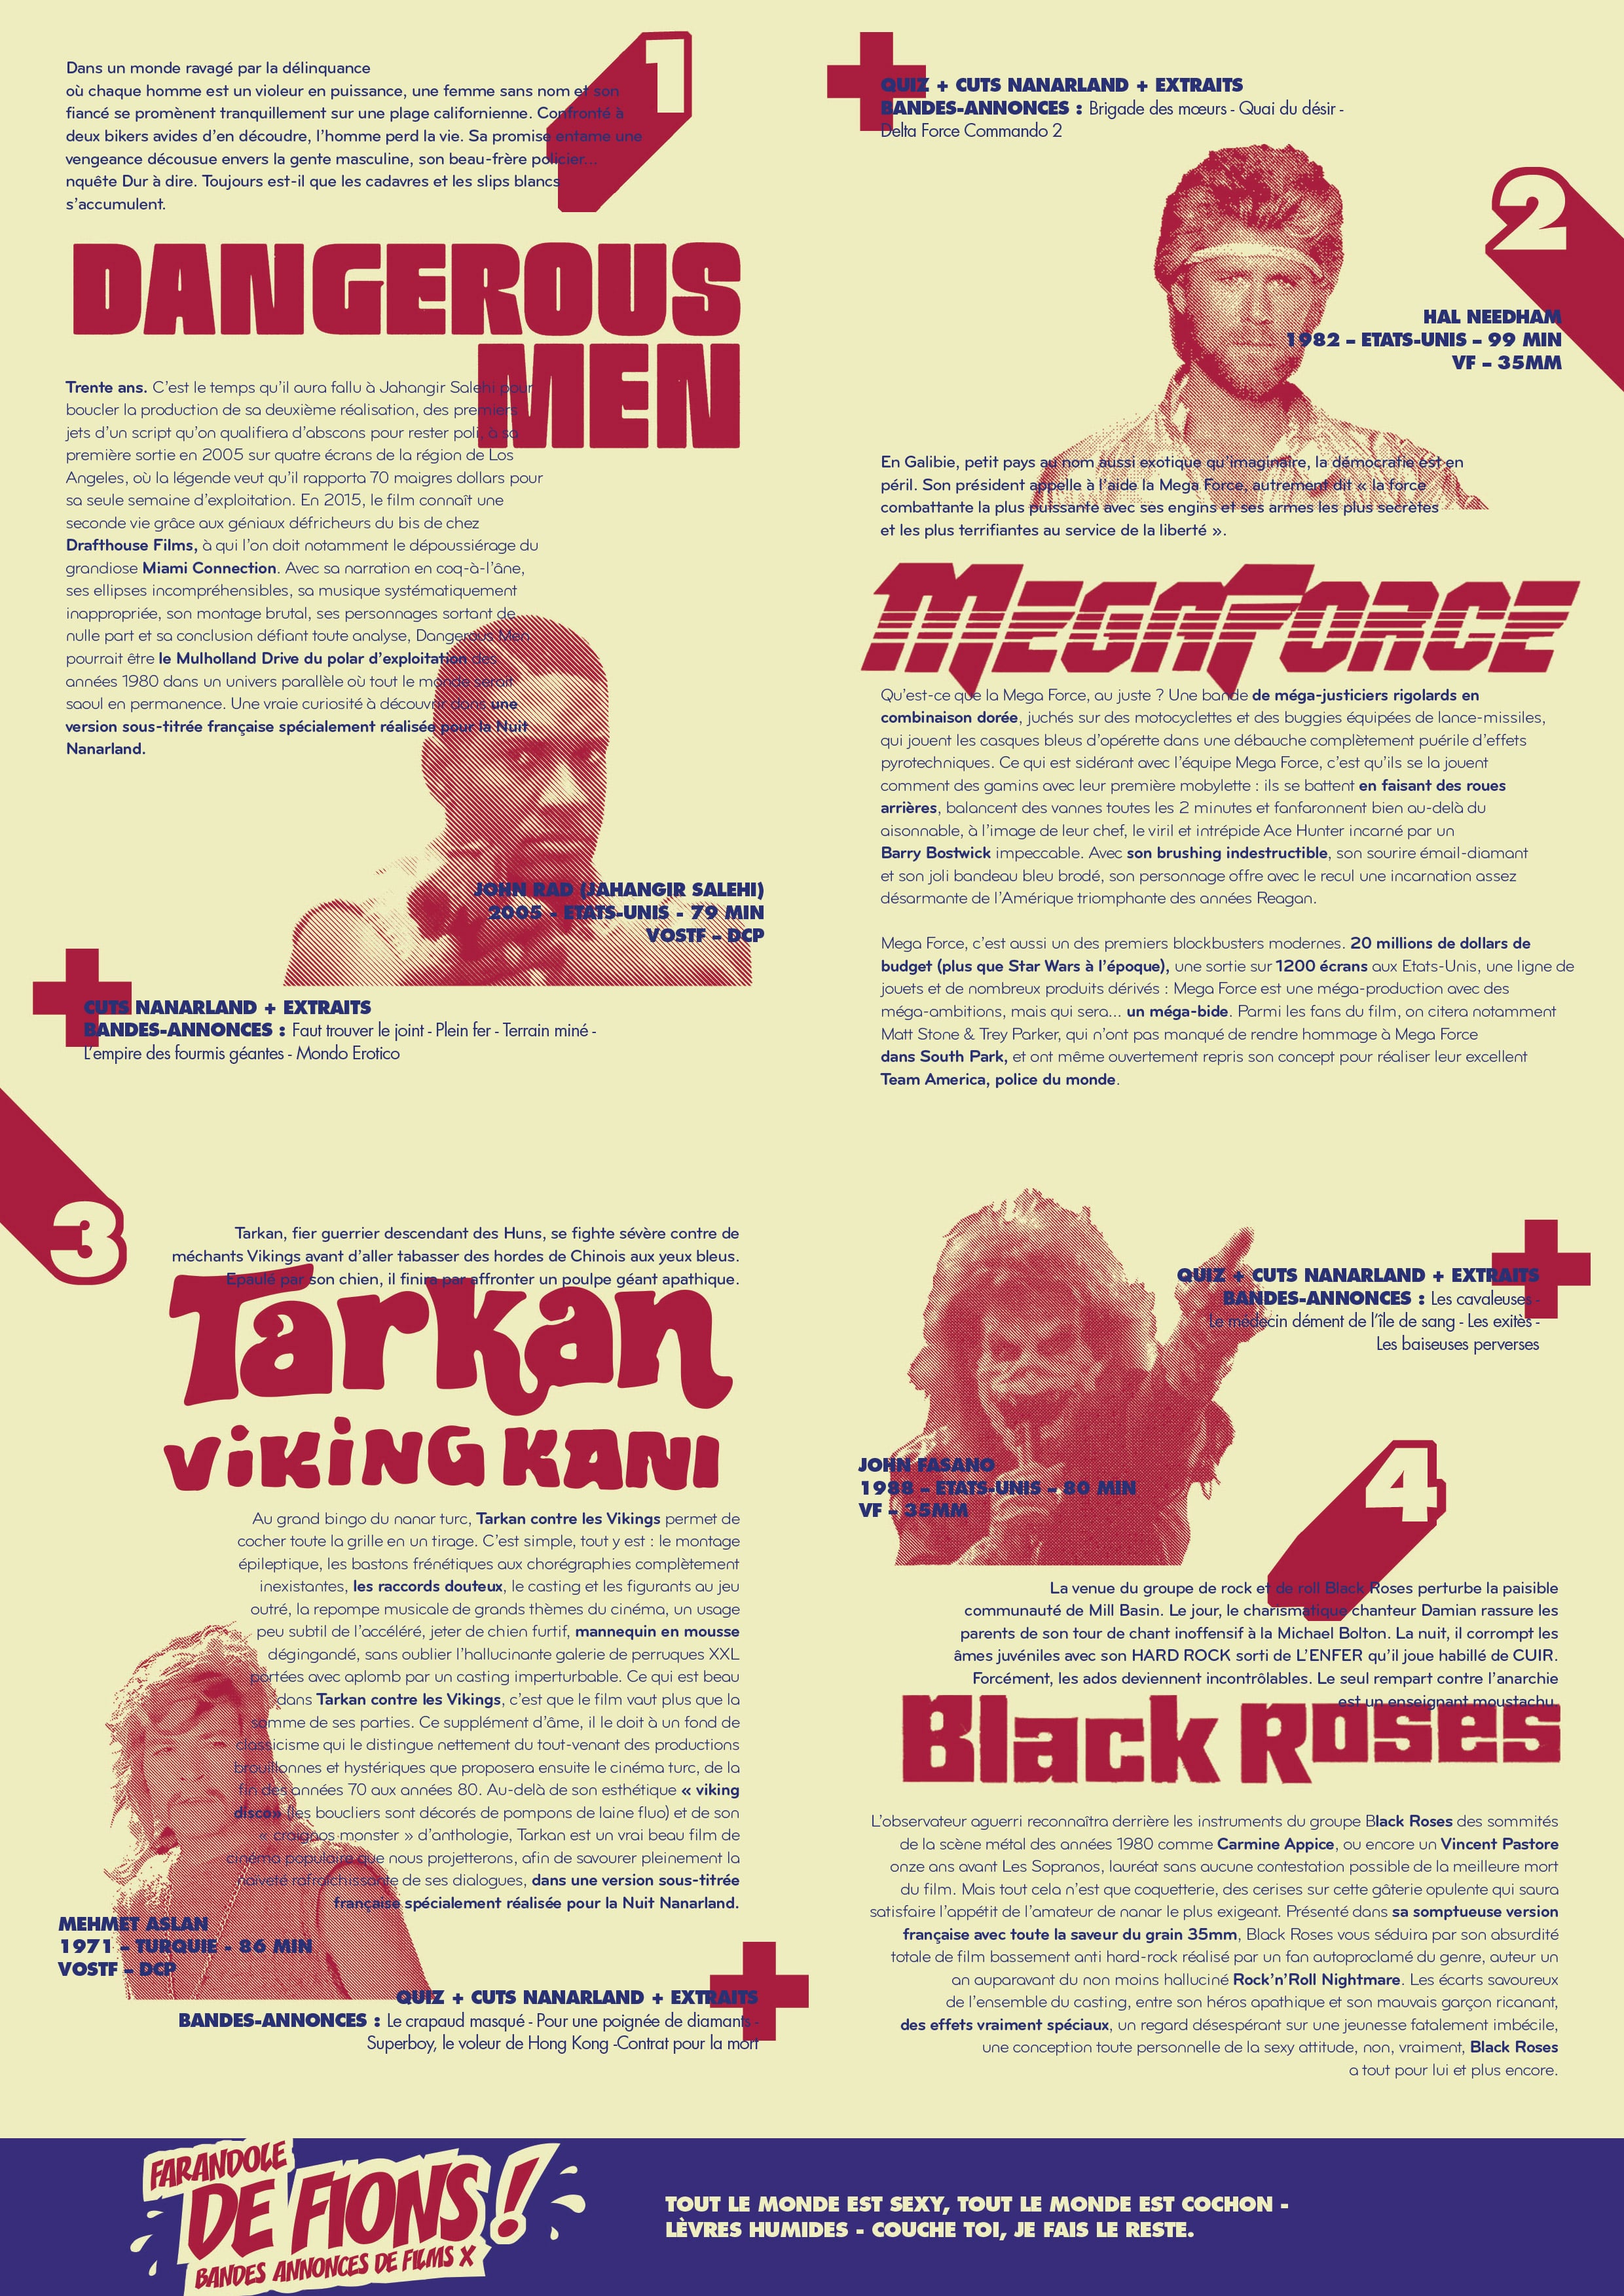 1
Dans un monde ravagé par la délinquance
où chaque homme est un violeur en puissance, une femme sans nom et son
fiancé se promènent tranquillement sur une plage californienne. Confronté à
deux bikers avides d'en découdre, l'homme perd la vie. Sa promise entame une
vengeance décousue envers la gente masculine, son beau-frère policier...
nquête Dur à dire. Toujours est-il que les cadavres et les slips blancs
s'accumulent.
DANGEROUS
MEN
Trente ans. C'est le temps qu'il aura fallu à Jahangir Salehi pour
boucler la production de sa deuxième réalisation, des premiers
jets d'un script qu'on qualifiera d'abscons pour rester poli, à sa
première sortie en 2005 sur quatre écrans de la région de Los
Angeles, où la légende veut qu'il rapporta 70 maigres dollars pour
sa seule semaine d'exploitation. En 2015, le film connaît une
seconde vie grâce aux géniaux défricheurs du bis de chez
Drafthouse Films, à qui l'on doit notamment le dépoussiérage du
grandiose Miami Connection. Avec sa narration en coq-à-l'âne,
ses ellipses incompréhensibles, sa musique systématiquement
inappropriée, son montage brutal, ses personnages sortant de
nulle part et sa conclusion défiant toute analyse, Dangerous Men
pourrait être le Mulholland Drive du polar d'exploitation des
années 1980 dans un univers parallèle où tout le monde serait
saoul en permanence. Une vraie curiosité à découvrir dans une
version sous-titrée française spécialement réalisée pour la Nuit
Nanarland.
JOHN RAD (JAHANGIR SALEHI)
2005 - ETATS-UNIS - 79 MIN
VOSTF – DCP
CUTS NANARLAND + EXTRAITS
BANDES-ANNONCES : Faut trouver le joint - Plein fer - Terrain miné -
L'empire des fourmis géantes - Mondo Erotico
QUIZ + CUTS NANARLAND + EXTRAITS
BANDES-ANNONCES : Brigade des mœurs - Quai du désir -
Delta Force Commando 2
2
HAL NEEDHAM
1982 – ETATS-UNIS – 99 MIN
VF – 35MM
En Galibie, petit pays au nom aussi exotique qu'imaginaire, la démocrafie est en
péril. Son président appelle à l'aide la Mega Force, autrement dit « la force
combattante la plus puissante avec ses engins et ses armes les plus secrètes
et les plus terrifiantes au service de la liberté ».
MEGAFORCE
Qu'est-ce que la Mega Force, au juste ? Une bande de méga-justiciers rigolards en
combinaison dorée, juchés sur des motocyclettes et des buggies équipées de lance-missiles,
qui jouent les casques bleus d'opérette dans une débauche complètement puérile d'effets
pyrotechniques. Ce qui est sidérant avec l'équipe Mega Force, c'est qu'ils se la jouent
comment des gamins avec leur première mobylette : ils se battent en faisant des roues
arrières, balancent des vannes toutes les 2 minutes et fanfaronnent bien au-delà du
aisonnable, à l'image de leur chef, le viril et intrépide Ace Hunter incarné par un
Barry Bostwick impeccable. Avec son brushing indestructible, son sourire émail-diamant
et son joli bandeau bleu brodé, son personnage offre avec le recul une incarnation assez
désarmante de l'Amérique triomphante des années Reagan.
Mega Force, c'est aussi un des premiers blockbusters modernes. 20 millions de dollars de
budget (plus que Star Wars à l'époque), une sortie sur 1200 écrans aux Etats-Unis, une ligne de
jouets et de nombreux produits dérivés : Mega Force est une méga-production avec des
méga-ambitions, mais qui sera... un méga-bide. Parmi les fans du film, on citera notamment
Matt Stone & Trey Parker, qui n'ont pas manqué de rendre hommage à Mega Force
dans South Park, et ont même ouvertement repris son concept pour réaliser leur excellent
Team America, police du monde.
3
Tarkan, fier guerrier descendant des Huns, se fighte sévère contre de
méchants Vikings avant d'aller tabasser des hordes de Chinois aux yeux bleus.
Epaulé par son chien, il finira par affronter un poulpe géant apathique.
Tarkan
VIKING KANI
Au grand bingo du nanar turc, Tarkan contre les Vikings permet de
cocher toute la grille en un tirage. C'est simple, tout y est : le montage
épileptique, les bastons frénétiques aux chorégraphies complètement
inexistantes, les raccords douteux, le casting et les figurants au jeu
outré, la repompe musicale de grands thèmes du cinéma, un usage
peu subtil de l'accéléré, jeter de chien furtif, mannequin en mousse
dégingandé, sans oublier l'hallucinante galerie de perruques XXL
portées avec aplomb par un casting imperturbable. Ce qui est beau
dans Tarkan contre les Vikings, c'est que le film vaut plus que la
somme de ses parties. Ce supplément d'âme, il le doit à un fond de
classicisme qui le distingue nettement du tout-venant des productions
brouillonnes et hystériques que proposera ensuite le cinéma turc, de la
fin des années 70 aux années 80. Au-delà de son esthétique « viking
disco» (les boucliers sont décorés de pompons de laine fluo) et de son
« craignos monster » d'anthologie, Tarkan est un vrai beau film de
cinéma populaire que nous projetterons, afin de savourer pleinement la
naiveté rafraîchissante de ses dialogues, dans une version sous-titrée
française spécialement réalisée pour la Nuit Nanarland.
MEHMET ASLAN
1971 – TURQUIE - 86 MIN
VOSTF – DCP
QUIZ + CUTS NANARLAND + EXTRAITS
BANDES-ANNONCES : Le crapaud masqué - Pour une poignée de diamants -
Superboy, le voleur de Hong Kong -Contrat pour la mort
QUIZ + CUTS NANARLAND + EXTRAITS
BANDES-ANNONCES : Les cavaleuses -
Le médecin dément de l'île de sang - Les exitès -
Les baiseuses perverses
JOHN FASANO
1988 – ETATS-UNIS – 80 MIN
VF – 35MM
4
La venue du groupe de rock et de roll Black Roses perturbe la paisible
communauté de Mill Basin. Le jour, le charismatique chanteur Damian rassure les
parents de son tour de chant inoffensif à la Michael Bolton. La nuit, il corrompt les
âmes juvéniles avec son HARD ROCK sorti de L'ENFER qu'il joue habillé de CUIR.
Forcément, les ados deviennent incontrôlables. Le seul rempart contre l'anarchie
est un enseignant moustachu.
Black Roses
L'observateur aguerri reconnaîtra derrière les instruments du groupe Black Roses des sommités
de la scène métal des années 1980 comme Carmine Appice, ou encore un Vincent Pastore
onze ans avant Les Sopranos, lauréat sans aucune contestation possible de la meilleure mort
du film. Mais tout cela n'est que coquetterie, des cerises sur cette gâterie opulente qui saura
satisfaire l'appétit de l'amateur de nanar le plus exigeant. Présenté dans sa somptueuse version
française avec toute la saveur du grain 35mm, Black Roses vous séduira par son absurdité
totale de film bassement anti hard-rock réalisé par un fan autoproclamé du genre, auteur un
an auparavant du non moins halluciné Rock'n'Roll Nightmare. Les écarts savoureux
de l'ensemble du casting, entre son héros apathique et son mauvais garçon ricanant,
des effets vraiment spéciaux, un regard désespérant sur une jeunesse fatalement imbécile,
une conception toute personnelle de la sexy attitude, non, vraiment, Black Roses
a tout pour lui et plus encore.
FARANDOLE
DE FIONS !
BANDES ANNONCES DE FILMS X
TOUT LE MONDE EST SEXY, TOUT LE MONDE EST COCHON -
LÈVRES HUMIDES - COUCHE TOI, JE FAIS LE RESTE.